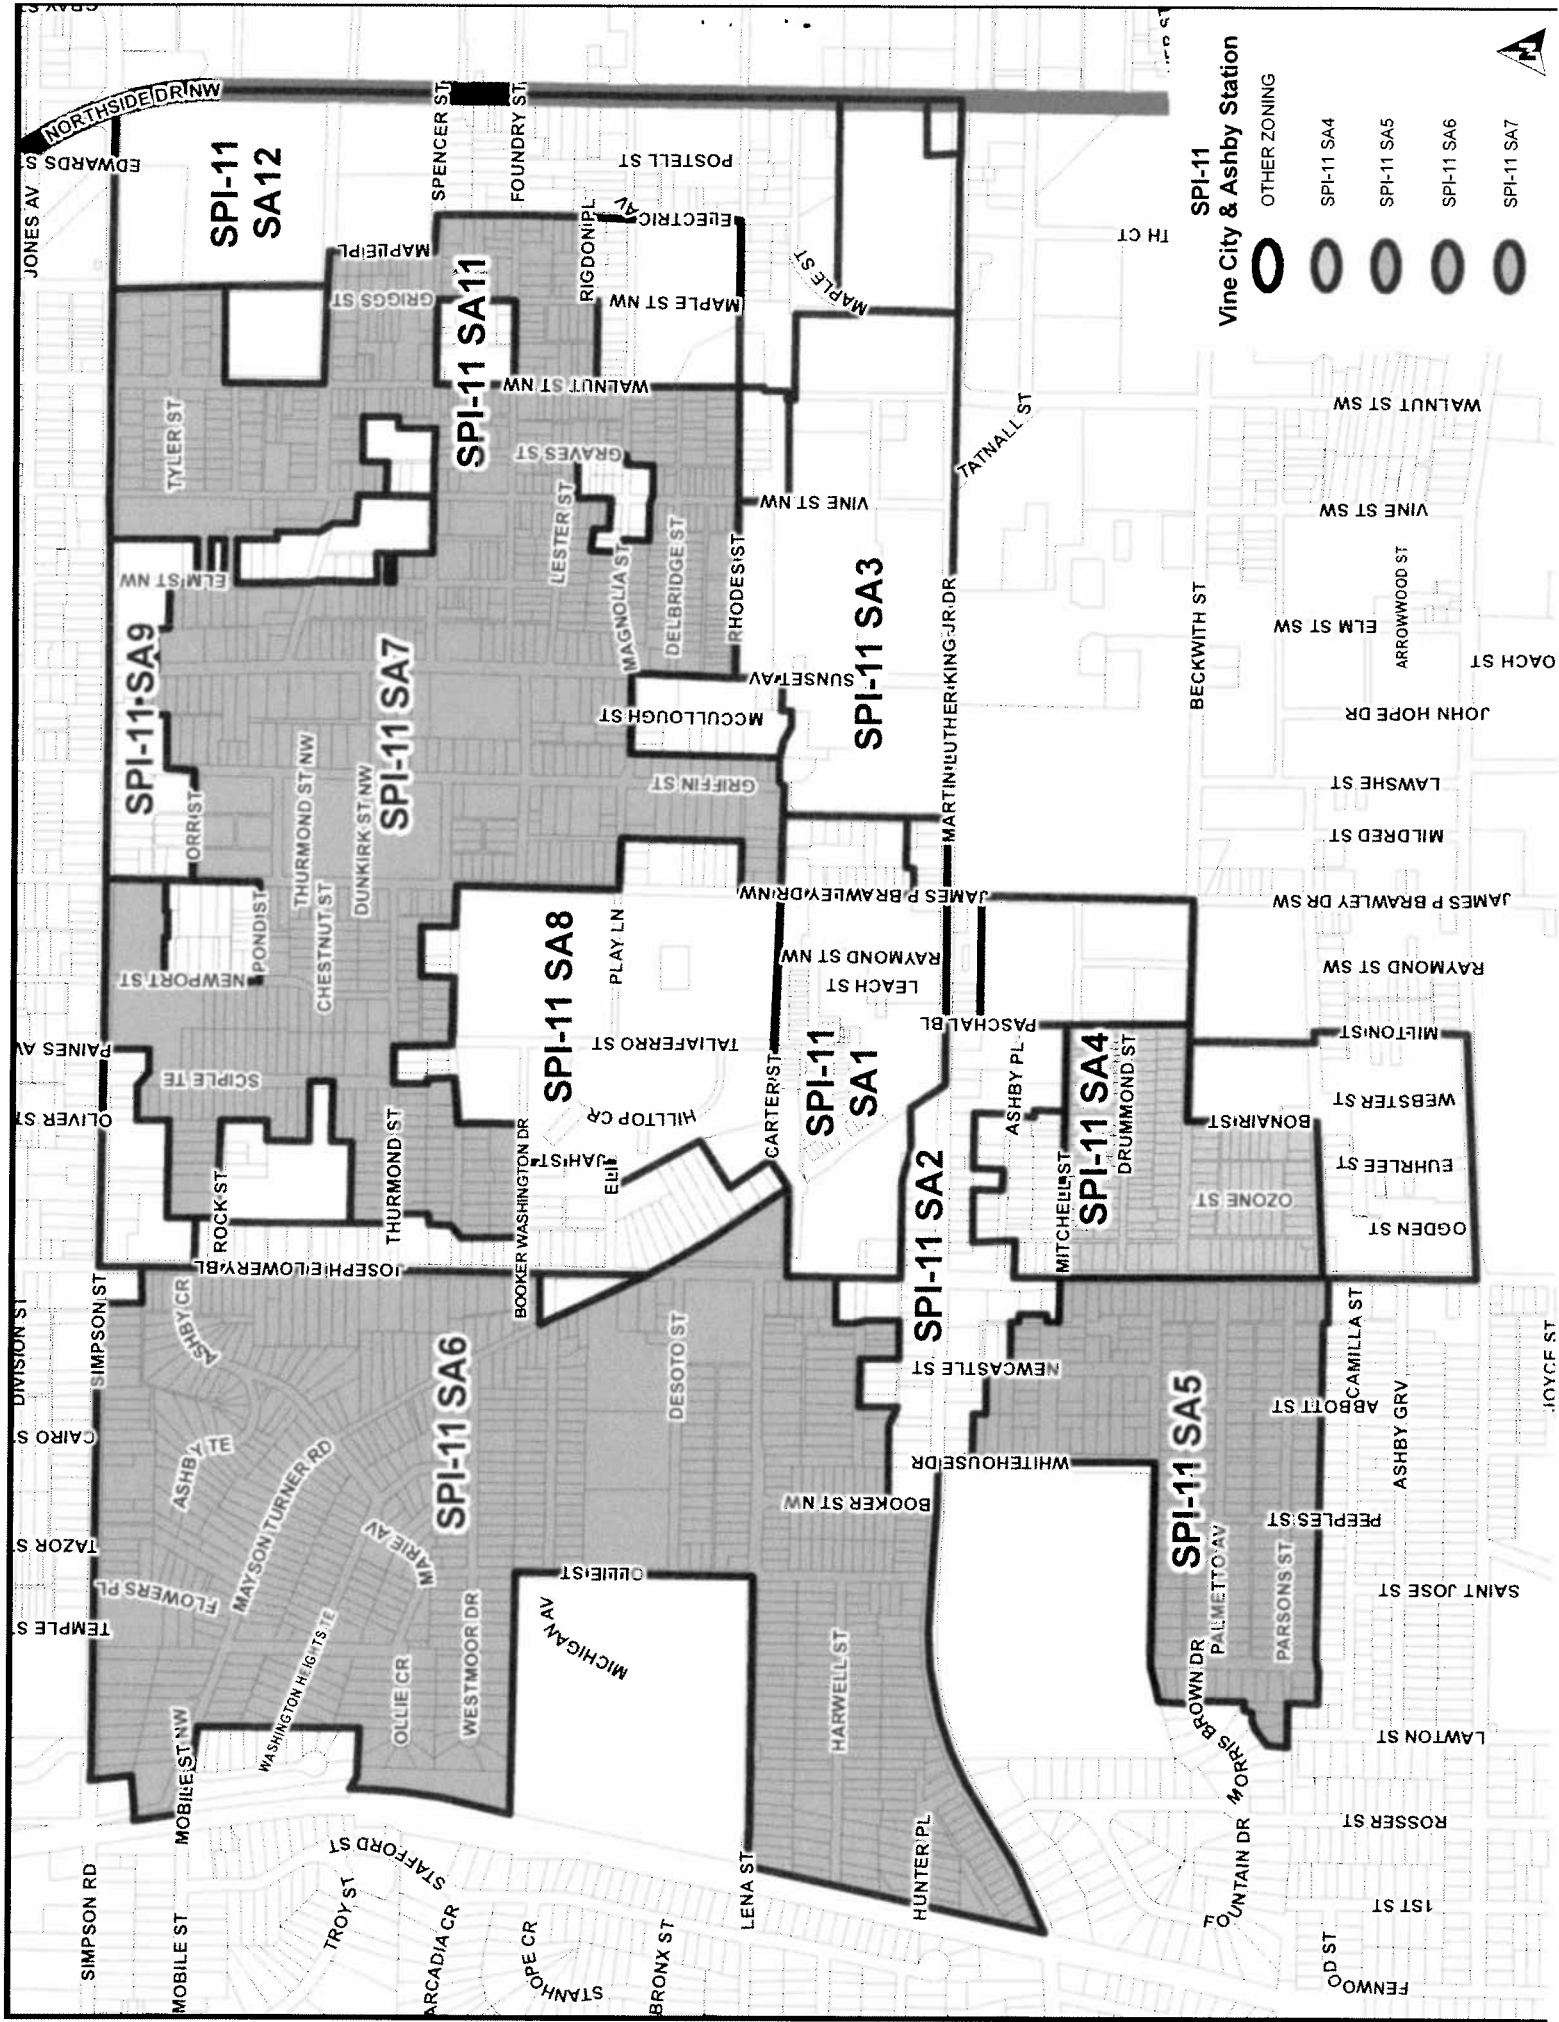 JONES AV
EDWARDS ST
NORTHSIDE DR NW
SPI-11
SA12
SPENCER ST
FOUNDRY ST
POSTELL ST
MAPLE PL
GRIGGS ST
SPI-11 SA11
RIGDON PL
ELECTRIC AV
MAPLE ST NW
MAPLE ST
TH CT
TYLER ST
WALNUT ST NW
GRAVES ST
LESTER ST
MAGNOLIA ST
DELBRIDGE ST
RHODES ST
VINE ST NW
TATNALL ST
WALNUT ST SW
VINE ST SW
ELM ST NW
SPI-11 SA9
SPI-11 SA7
SPI-11 SA3
SUNSET AV
MCCULLOUGH ST
GRIFFIN ST
MARTIN LUTHER KING JR DR
BECKWITH ST
ELM ST SW
ARROWWOOD ST
OACH ST
JOHN HOPE DR
LAWSHE ST
MILDRED ST
ORR ST
THURMOND ST NW
DUNKIRK ST NW
CHESTNUT ST
POND ST
NEWPORT ST
JAMES P BRAWLEY DR NW
JAMES P BRAWLEY DR SW
SPI-11 SA8
PLAY LN
RAYMOND ST NW
LEACH ST
RAYMOND ST SW
PAINES AV
SCIPLE TE
OLIVER ST
TALIAFERRO ST
HILLTOP CR
CARTER ST
SPI-11
SA1
PASCHAL BL
ASHBY PL
SPI-11 SA4
DRUMMOND ST
MITCHELL ST
MILTON ST
WEBSTER ST
BONAIR ST
EUHRLEE ST
OZONE ST
OGDEN ST
ROCK ST
THURMOND ST
BOOKER WASHINGTON DR
JAH ST
ELI
JOSEPH E LOWERY BL
SPI-11 SA2
DIVISION ST
SIMPSON ST
ASHBY CR
SPI-11 SA6
DESOTO ST
NEWCASTLE ST
CAMILLA ST
JOYCE ST
CAIRO ST
ASHBY TE
MAYSON TURNER RD
WHITEHOUSE DR
BOOKER ST NW
SPI-11 SA5
ABBOTT ST
ASHBY GRV
TAZOR ST
MARIE AV
OLLIE ST
PEEPLES ST
PALMETTO AV
PARSONS ST
SAINT JOSE ST
TEMPLE ST
FLOWERS PL
WASHINGTON HEIGHTS TE
OLLIE CR
WESTMOOR DR
MICHIGAN AV
HARWELL ST
MORRIS BROWN DR
LAWTON ST
MOBILE ST NW
STAFFORD ST
HUNTER PL
FOUNTAIN DR
ROSSER ST
SIMPSON RD
MOBILE ST
TROY ST
ARCADIA CR
STANHOPE CR
BRONX ST
LENA ST
1ST ST
FENWOOD ST
SPI-11
Vine City & Ashby Station
OTHER ZONING
SPI-11 SA4
SPI-11 SA5
SPI-11 SA6
SPI-11 SA7
N